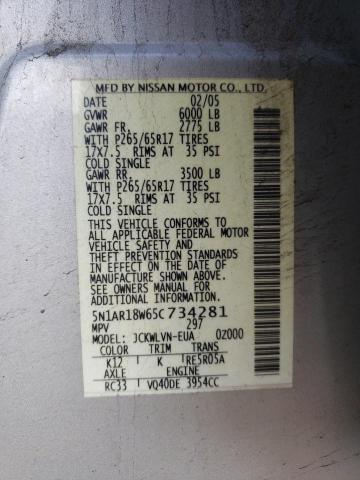 MFD BY NISSAN MOTOR CO., LTD.
DATE 02/05
GVWR 6000 LB
GAWR FR. 2775 LB
WITH P265/65R17 TIRES
17X7.5 RIMS AT 35 PSI
COLD SINGLE
GAWR RR. 3500 LB
WITH P265/65R17 TIRES
17X7.5 RIMS AT 35 PSI
COLD SINGLE
THIS VEHICLE CONFORMS TO
ALL APPLICABLE FEDERAL MOTOR
VEHICLE SAFETY AND
THEFT PREVENTION STANDARDS
IN EFFECT ON THE DATE OF
MANUFACTURE SHOWN ABOVE.
SEE OWNERS MANUAL FOR
ADDITIONAL INFORMATION.
5N1AR18W65C734281
MPV 297
MODEL: JCKWLVN-EUA 0Z000
COLOR TRIM TRANS
K12 K RE5R05A
AXLE ENGINE
RC33 VQ40DE 3954CC